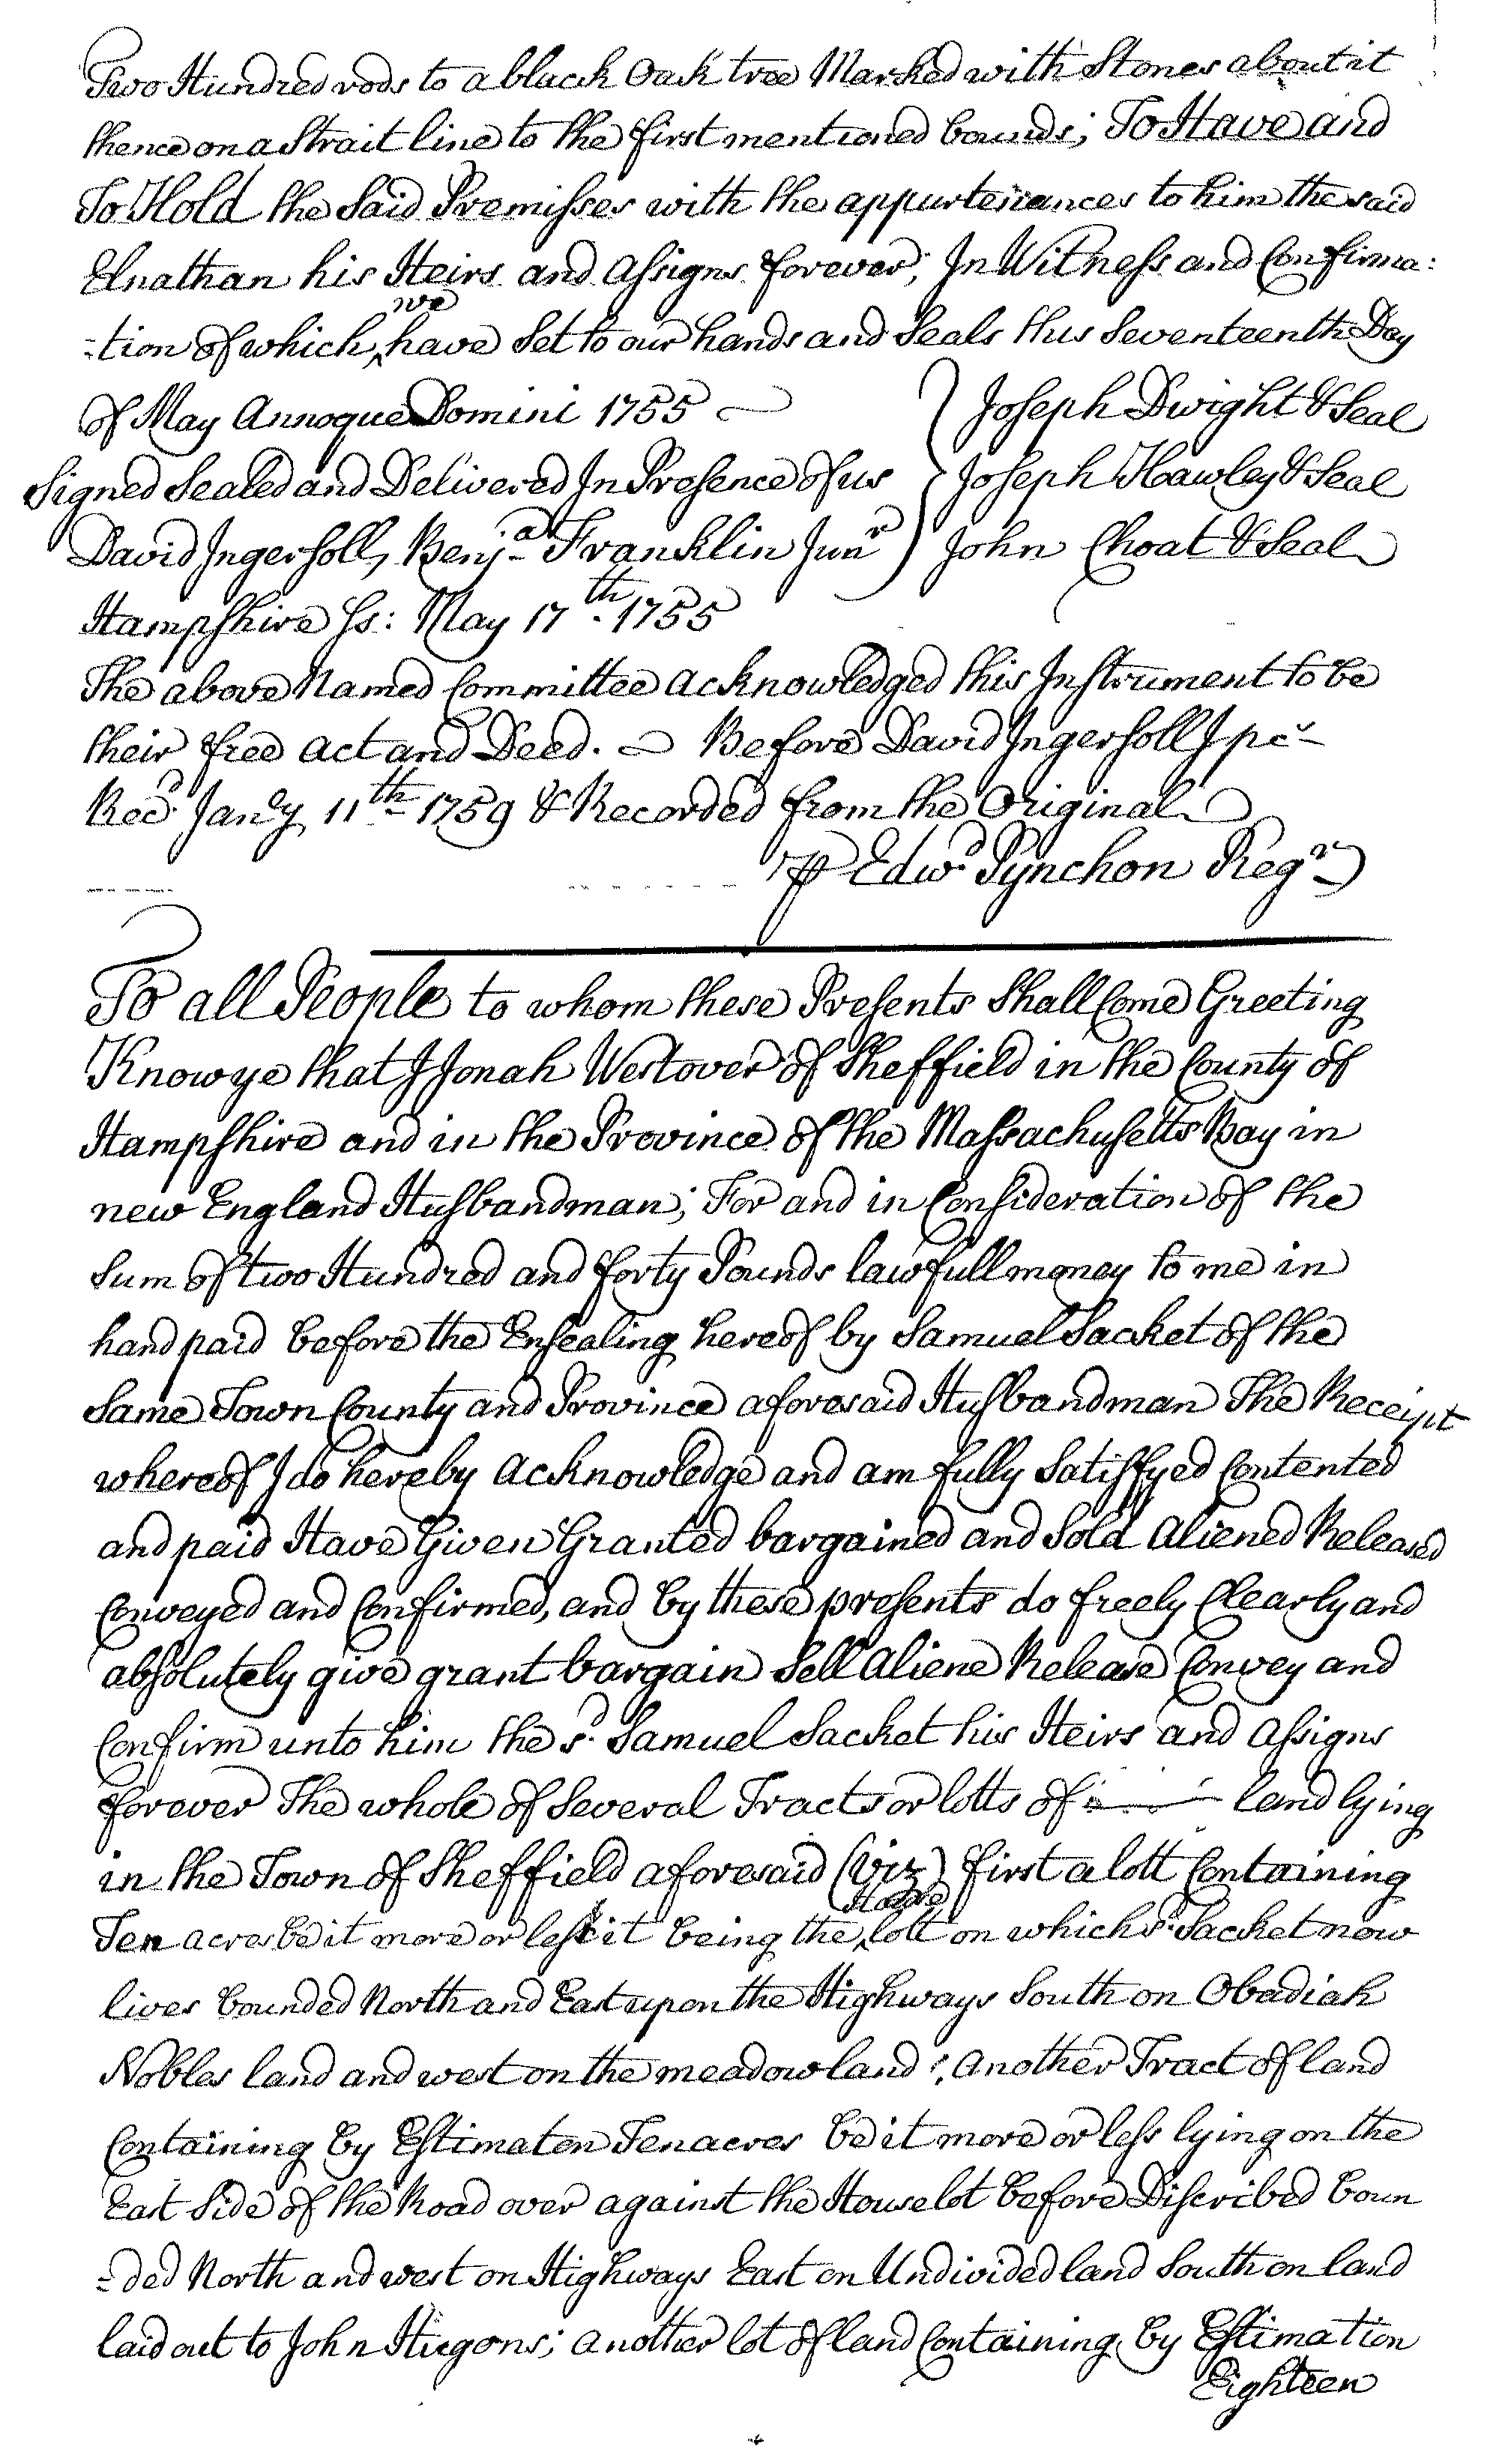 Two Hundred rods to a black Oak tree Marked with Stones about it
thence on a Strait line to the first mentioned bounds; To Have and
To Hold the Said Premisses with the appurtenances to him the said
Elnathan his Heirs and Assigns forever; In Witness and Confirma:
we
-tion of which ^ have Set to our hands and Seals this Seventeenth Day
of May Annoque Domini 1755 Joseph Dwight & Seal
Signed Sealed and Delivered In Presence of us Joseph Hawley & Seal
David Ingersoll, Benja Franklin Junr John Choat & Seal
Hampshire Ss: May 17th. 1755
The above Named Committee acknowledged this Instrument to be
their free act and Deed. Before David Ingersoll J pcs
Recd Jany 11th 1759 & Recorded from the Original
P Edwd Pynchon Regr
To all People to whom these Presents Shall Come Greeting
Know ye that I Jonah Westover of Sheffield in the County of
Hampshire and in the Province of the Massachusetts Bay in
new England Husbandman; For and in Consideration of the
Sum of two Hundred and forty Pounds lawfull money to me in
hand paid before the Ensealing hereof by Samuel Sacket of the
Same Town County and Province aforesaid Husbandman The Receipt
whereof I do hereby acknowledge and am fully Satisfyed Contented
and paid Have Given Granted bargained and Sold Aliened Released
Conveyed and Confirmed, and by these presents do freely Clearly and
absolutely give grant bargain Sell Aliene Release Convey and
Confirm unto him the sd. Samuel Sacket his Heirs and Assigns
forever The whole of Several Tracts or lotts of land lying
in the Town of Sheffield aforesaid (Viz) first a lott Containing
Home
Ten acres be it more or less it being the ^ lott on which sd. Sacket now
lives bounded North and East upon the Highways South on Obadiah
Nobles land and west on the meadow land; Another Tract of land
Containing by Estimaton Ten acres be it more or less lying on the
East Side of the Road over against the House lot before Discribed boun
-ded North and west on Highways East on Undivided land South on land
laid out to John Hugons; another lot of land Containing by Estimation
Eighteen